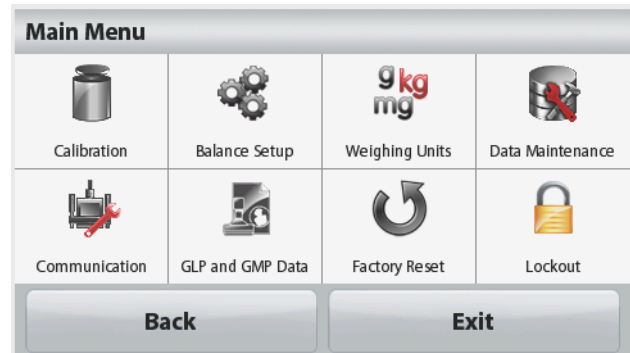 Main Menu
g kg
mg
Calibration Balance Setup Weighing Units Data Maintenance
Communication GLP and GMP Data Factory Reset Lockout
Back Exit